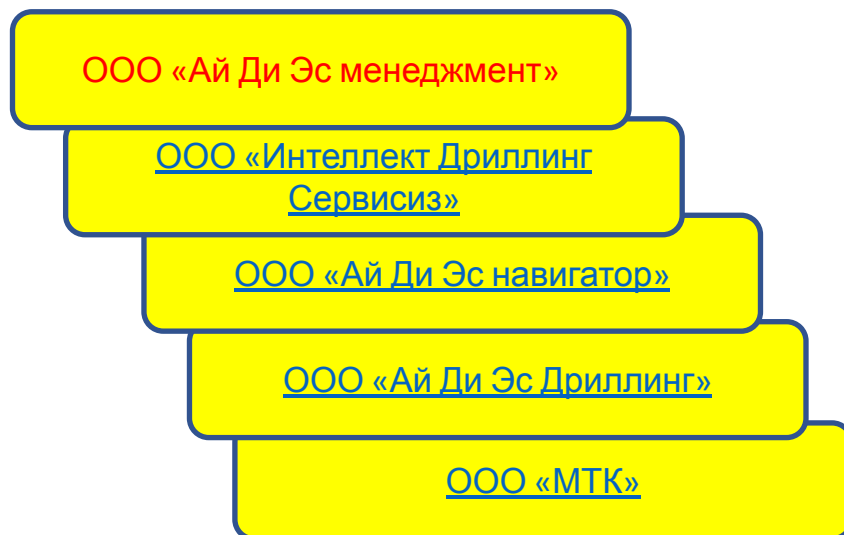 ООО «Ай Ди Эс менеджмент»
ООО «Интеллект Дриллинг
Сервисиз»
ООО «Ай Ди Эс навигатор»
ООО «Ай Ди Эс Дриллинг»
ООО «МТК»